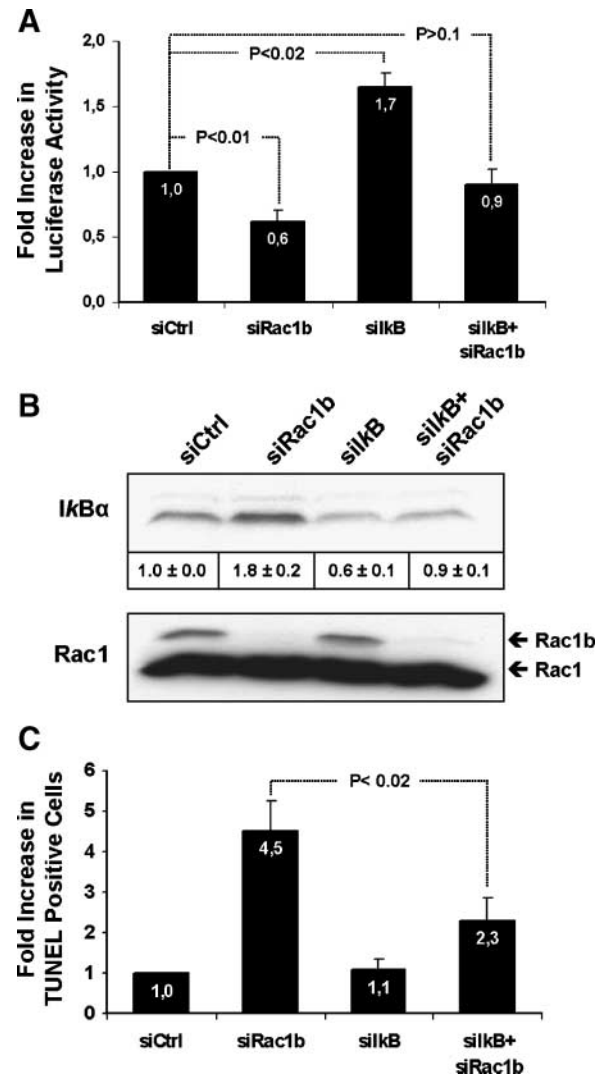 A
Fold Increase in
Luciferase Activity
2,0
1,5
1,0
0,5
0,0
P>0.1
P<0.02
P<0.01
1,0
0,6
1,7
0,9
siCtrl
siRac1b
siIkB
siIkB+
siRac1b
B
siCtrl
siRac1b
siIkB
siIkB+
siRac1b
IkBα
1.0 ± 0.0
1.8 ± 0.2
0.6 ± 0.1
0.9 ± 0.1
Rac1
← Rac1b
← Rac1
C
Fold Increase in
TUNEL Positive Cells
6
5
4
3
2
1
0
P< 0.02
1,0
4,5
1,1
2,3
siCtrl
siRac1b
siIkB
siIkB+
siRac1b